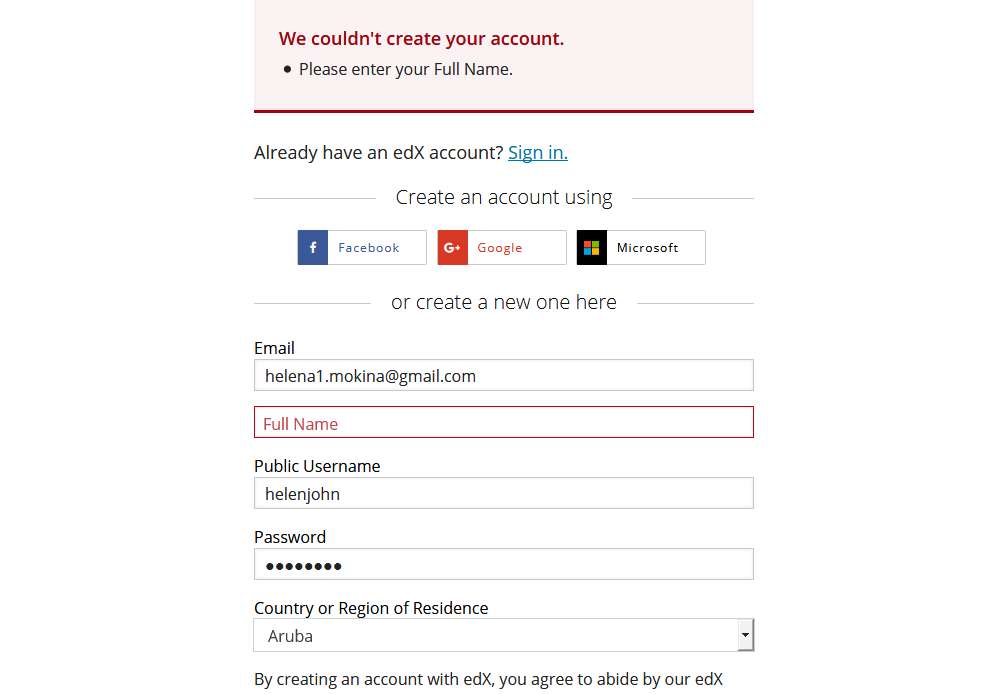 We couldn't create your account.
• Please enter your Full Name.
Already have an edX account? Sign in.
Create an account using
f Facebook G+ Google Microsoft
or create a new one here
Email
helena1.mokina@gmail.com
Full Name
Public Username
helenjohn
Password
••••••••
Country or Region of Residence
Aruba
By creating an account with edX, you agree to abide by our edX